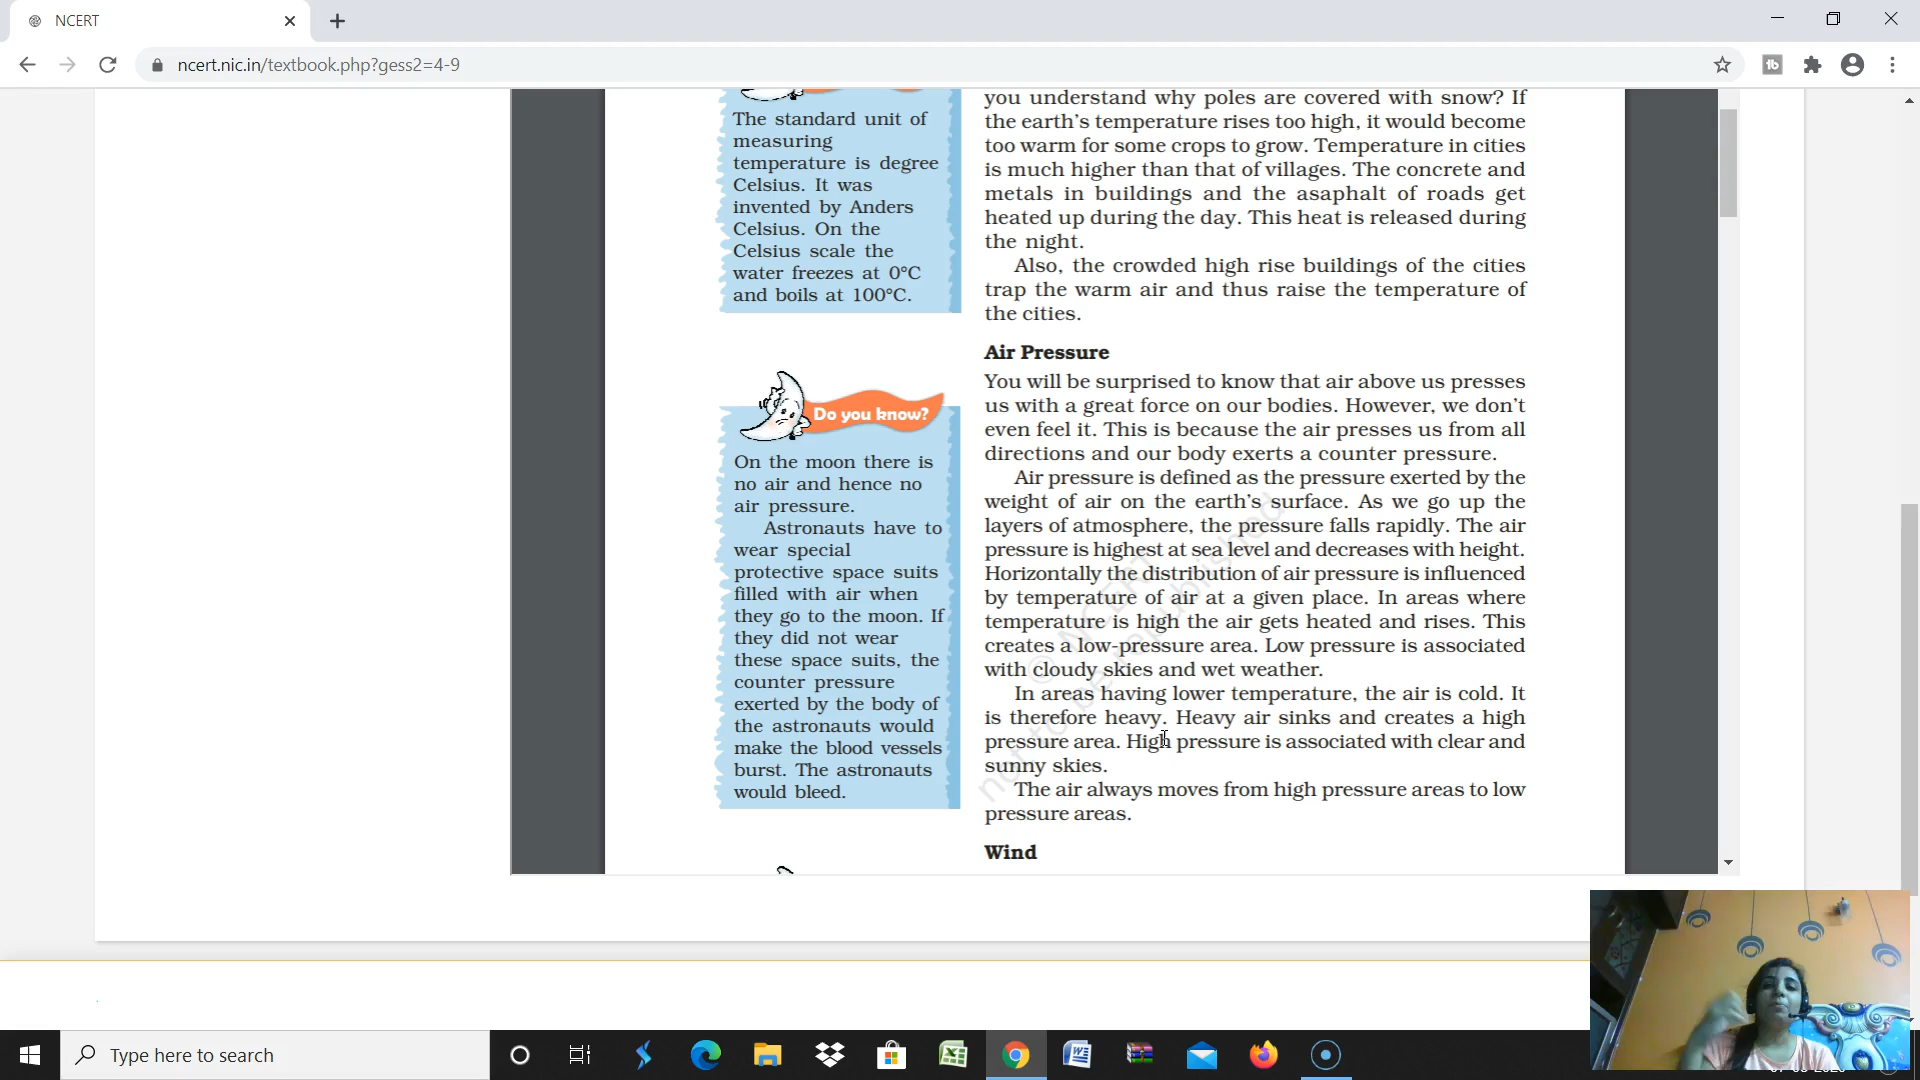 NCERT
ncert.nic.in/textbook.php?gess2=4-9
The standard unit of
measuring
temperature is degree
Celsius. It was
invented by Anders
Celsius. On the
Celsius scale the
water freezes at 0°C
and boils at 100°C.
Do you know?
On the moon there is
no air and hence no
air pressure.
Astronauts have to
wear special
protective space suits
filled with air when
they go to the moon. If
they did not wear
these space suits, the
counter pressure
exerted by the body of
the astronauts would
make the blood vessels
burst. The astronauts
would bleed.
you understand why poles are covered with snow? If
the earth's temperature rises too high, it would become
too warm for some crops to grow. Temperature in cities
is much higher than that of villages. The concrete and
metals in buildings and the asaphalt of roads get
heated up during the day. This heat is released during
the night.
Also, the crowded high rise buildings of the cities
trap the warm air and thus raise the temperature of
the cities.
Air Pressure
You will be surprised to know that air above us presses
us with a great force on our bodies. However, we don't
even feel it. This is because the air presses us from all
directions and our body exerts a counter pressure.
Air pressure is defined as the pressure exerted by the
weight of air on the earth's surface. As we go up the
layers of atmosphere, the pressure falls rapidly. The air
pressure is highest at sea level and decreases with height.
Horizontally the distribution of air pressure is influenced
by temperature of air at a given place. In areas where
temperature is high the air gets heated and rises. This
creates a low-pressure area. Low pressure is associated
with cloudy skies and wet weather.
In areas having lower temperature, the air is cold. It
is therefore heavy. Heavy air sinks and creates a high
pressure area. High pressure is associated with clear and
sunny skies.
The air always moves from high pressure areas to low
pressure areas.
Wind
© NCERT
not to be republished
Type here to search